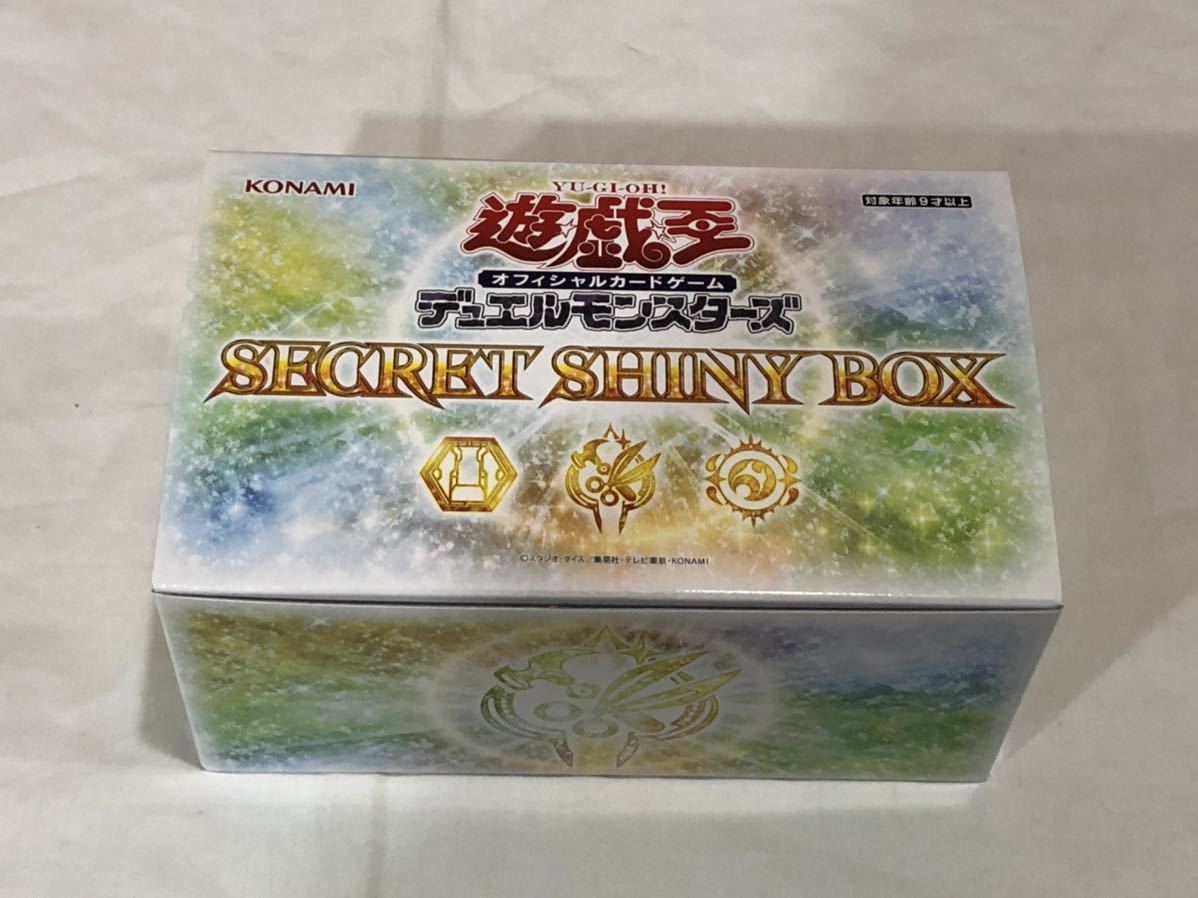 KONAMI
YU-GI-OH!
対象年齢9才以上
遊☆戯☆王
オフィシャルカードゲーム
デュエルモンスターズ
SECRET SHINY BOX
©スタジオ・ダイス／集英社・テレビ東京・KONAMI